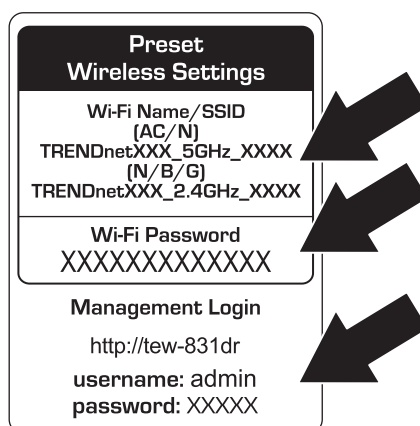 Preset
Wireless Settings
Wi-Fi Name/SSID
(AC/N)
TRENDnetXXX_5GHz_XXXX
(N/B/G)
TRENDnetXXX_2.4GHz_XXXX
Wi-Fi Password
XXXXXXXXXXXXX
Management Login
http://tew-831dr
username: admin
password: XXXXX